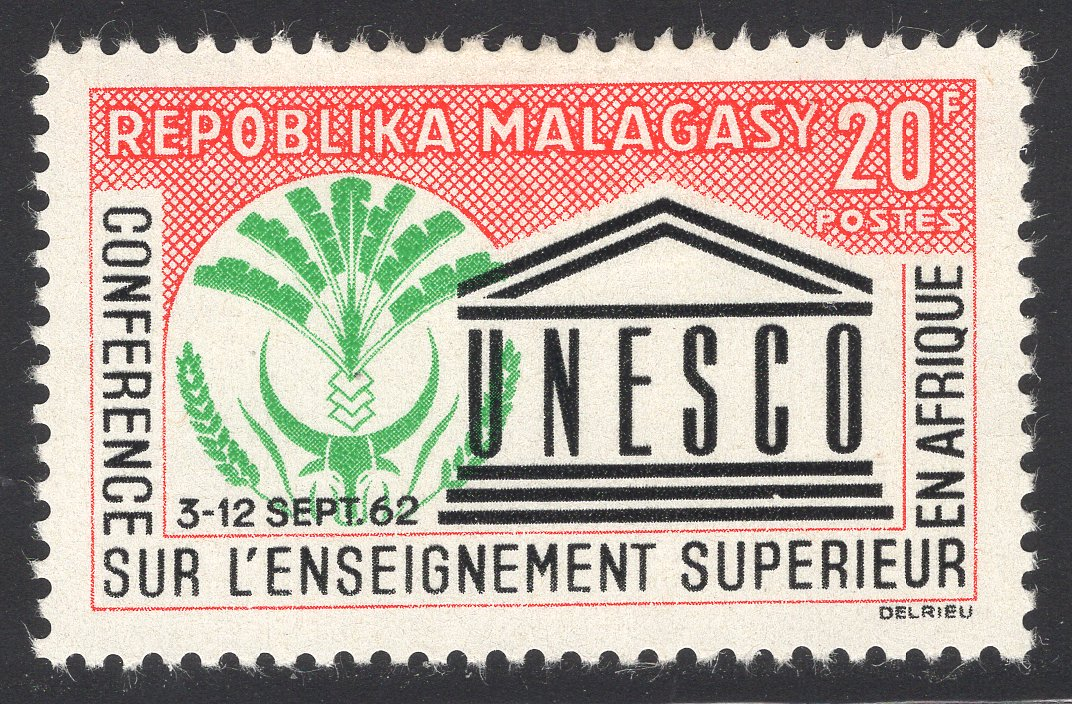 REPOBLIKA MALAGASY 20F
POSTES
CONFERENCE
SUR L'ENSEIGNEMENT SUPERIEUR
EN AFRIQUE
UNESCO
3-12 SEPT. 62
DELRIEU